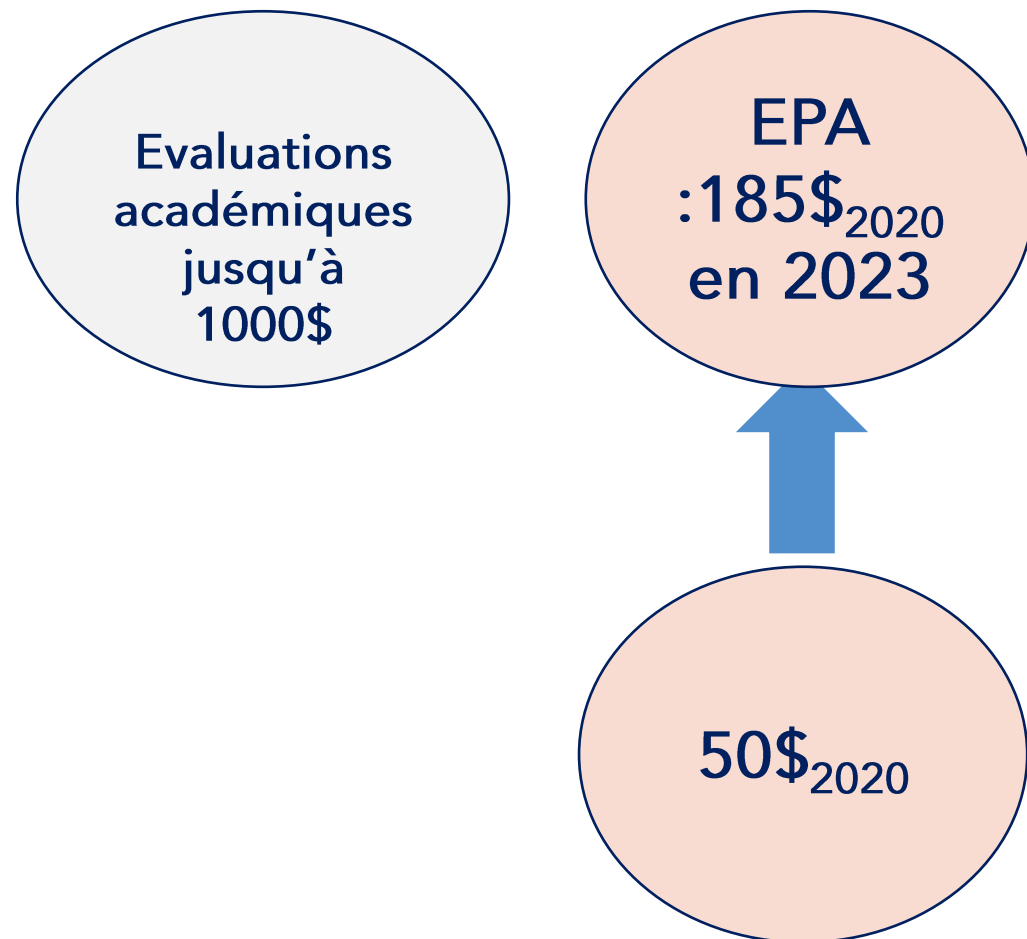 Evaluations
académiques
jusqu’à
1000$
EPA
:185$2020
en 2023
50$2020